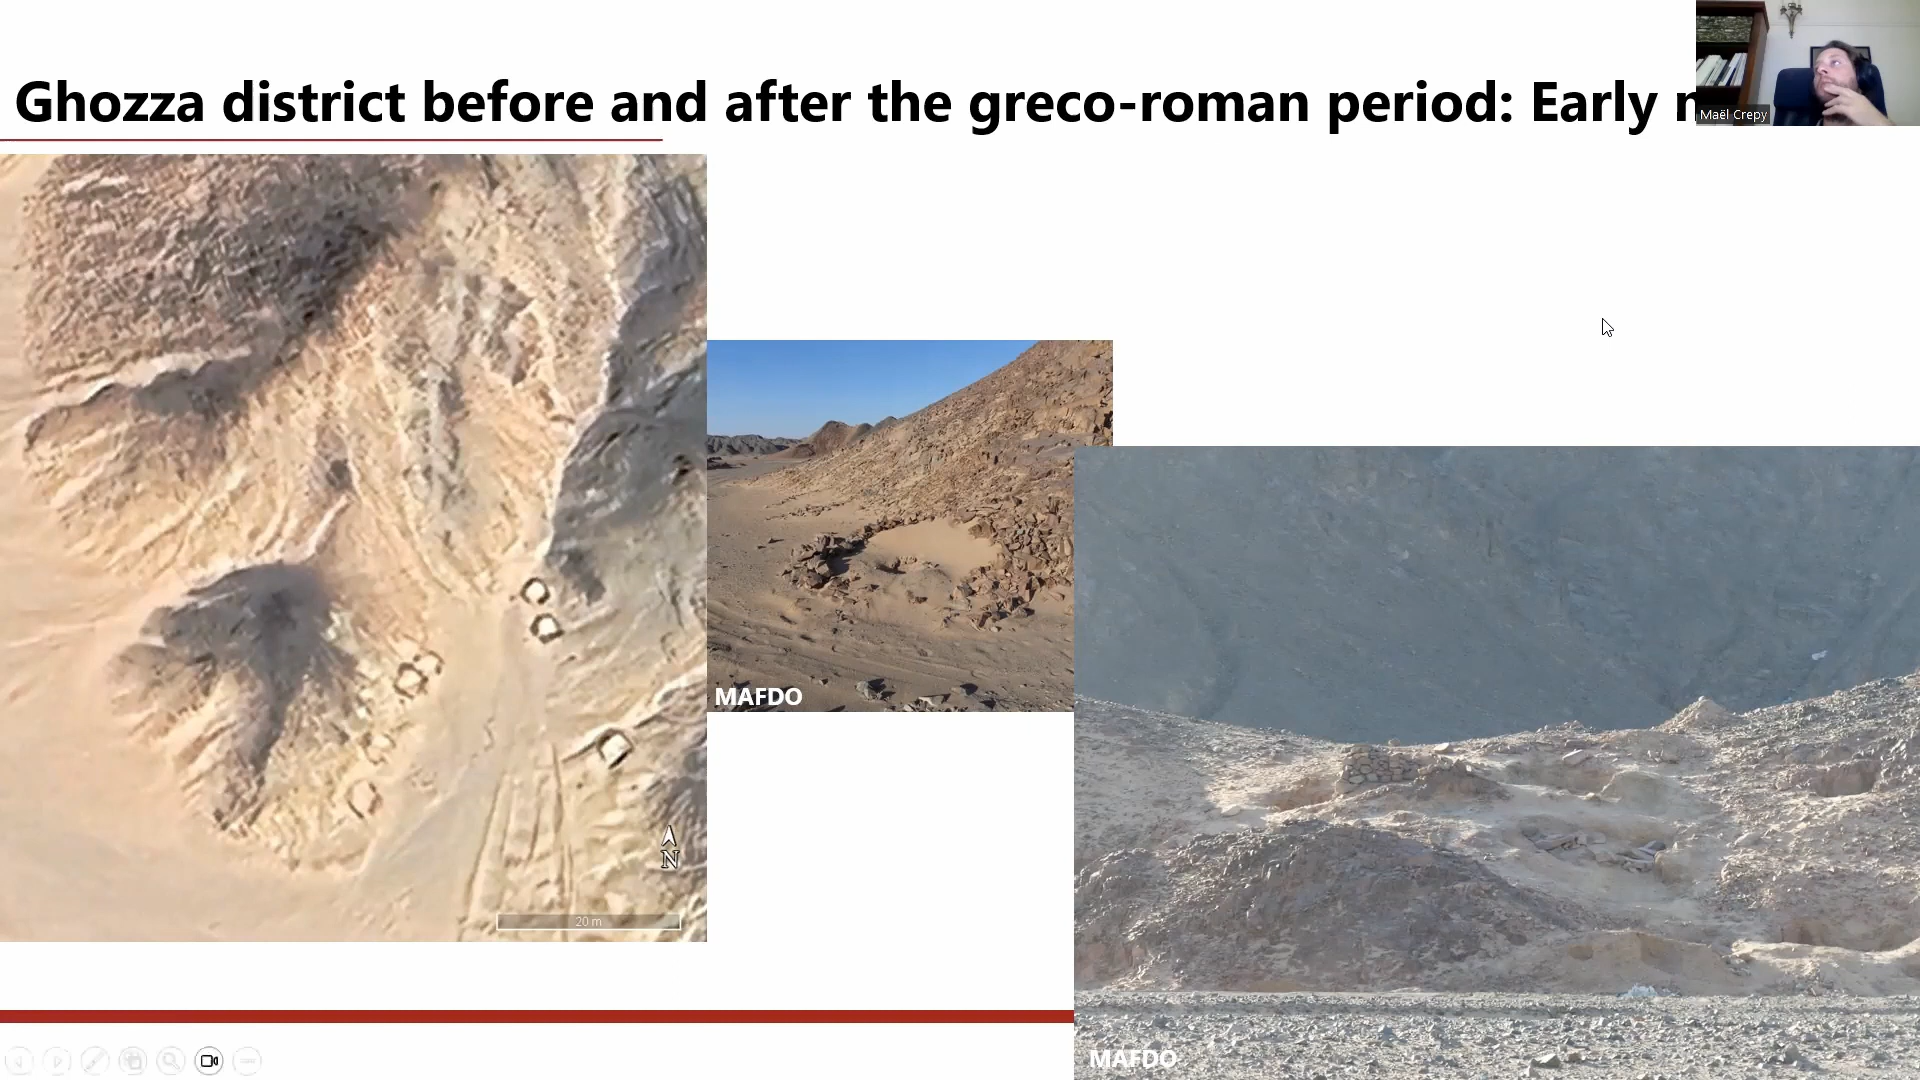 Ghozza district before and after the greco-roman period: Early
Maël Crepy
MAFDO
N
20 m
MAFDO